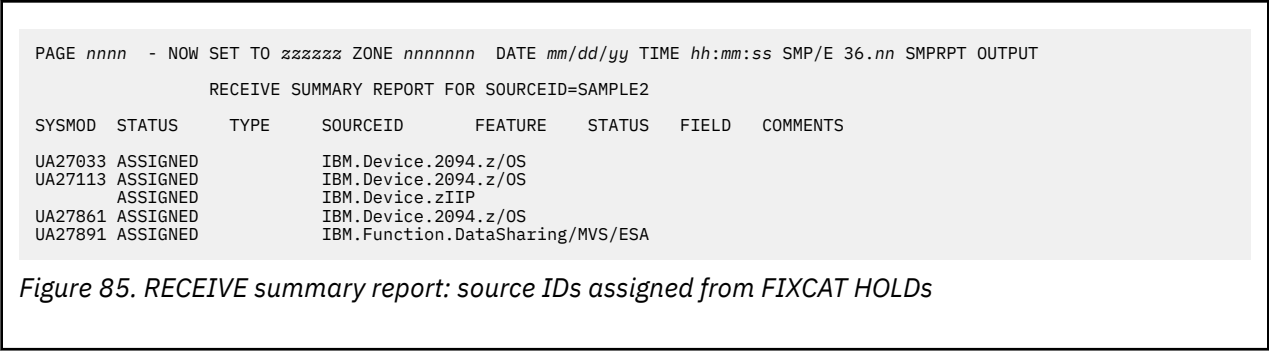 PAGE nnnn - NOW SET TO zzzzzz ZONE nnnnnnn DATE mm/dd/yy TIME hh:mm:ss SMP/E 36.nn SMPRPT OUTPUT
RECEIVE SUMMARY REPORT FOR SOURCEID=SAMPLE2
SYSMOD STATUS TYPE SOURCEID FEATURE STATUS FIELD COMMENTS
UA27033 ASSIGNED IBM.Device.2094.z/OS
UA27113 ASSIGNED IBM.Device.2094.z/OS
ASSIGNED IBM.Device.zIIP
UA27861 ASSIGNED IBM.Device.2094.z/OS
UA27891 ASSIGNED IBM.Function.DataSharing/MVS/ESA
Figure 85. RECEIVE summary report: source IDs assigned from FIXCAT HOLDs